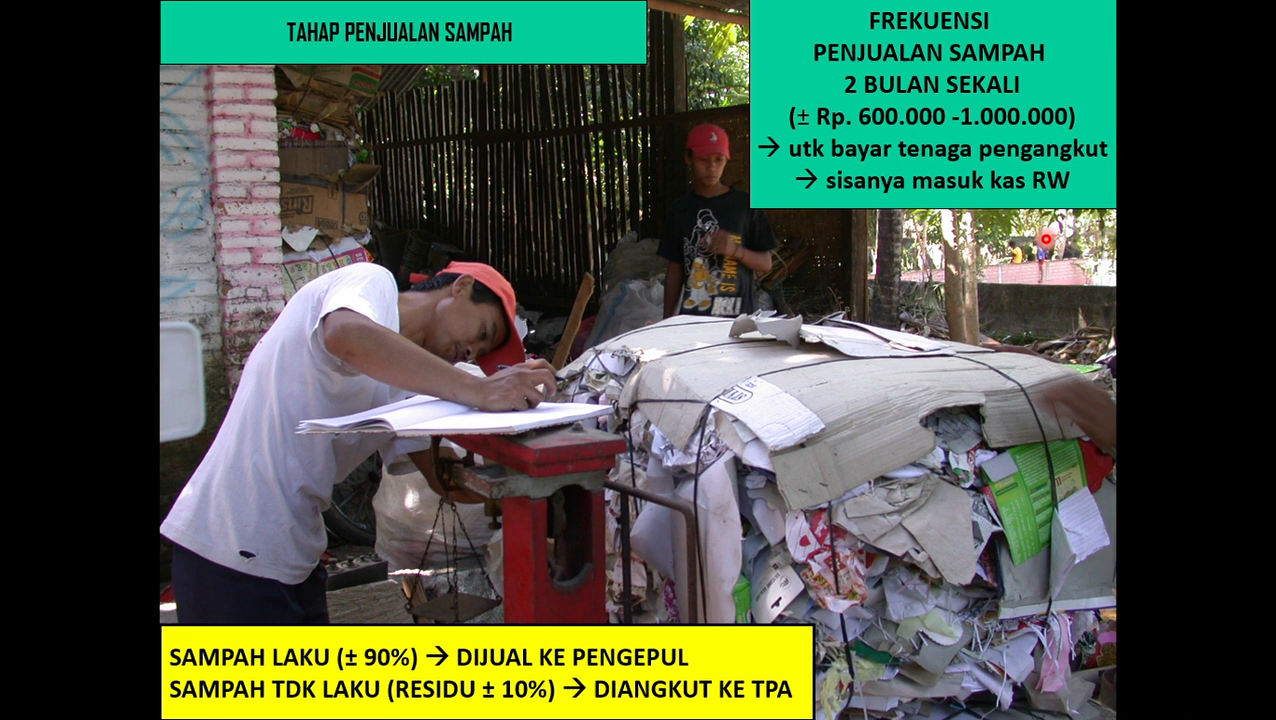 TAHAP PENJUALAN SAMPAH
FREKUENSI
PENJUALAN SAMPAH
2 BULAN SEKALI
(± Rp. 600.000 -1.000.000)
→ utk bayar tenaga pengangkut
→ sisanya masuk kas RW
SAMPAH LAKU (± 90%) → DIJUAL KE PENGEPUL
SAMPAH TDK LAKU (RESIDU ± 10%) → DIANGKUT KE TPA